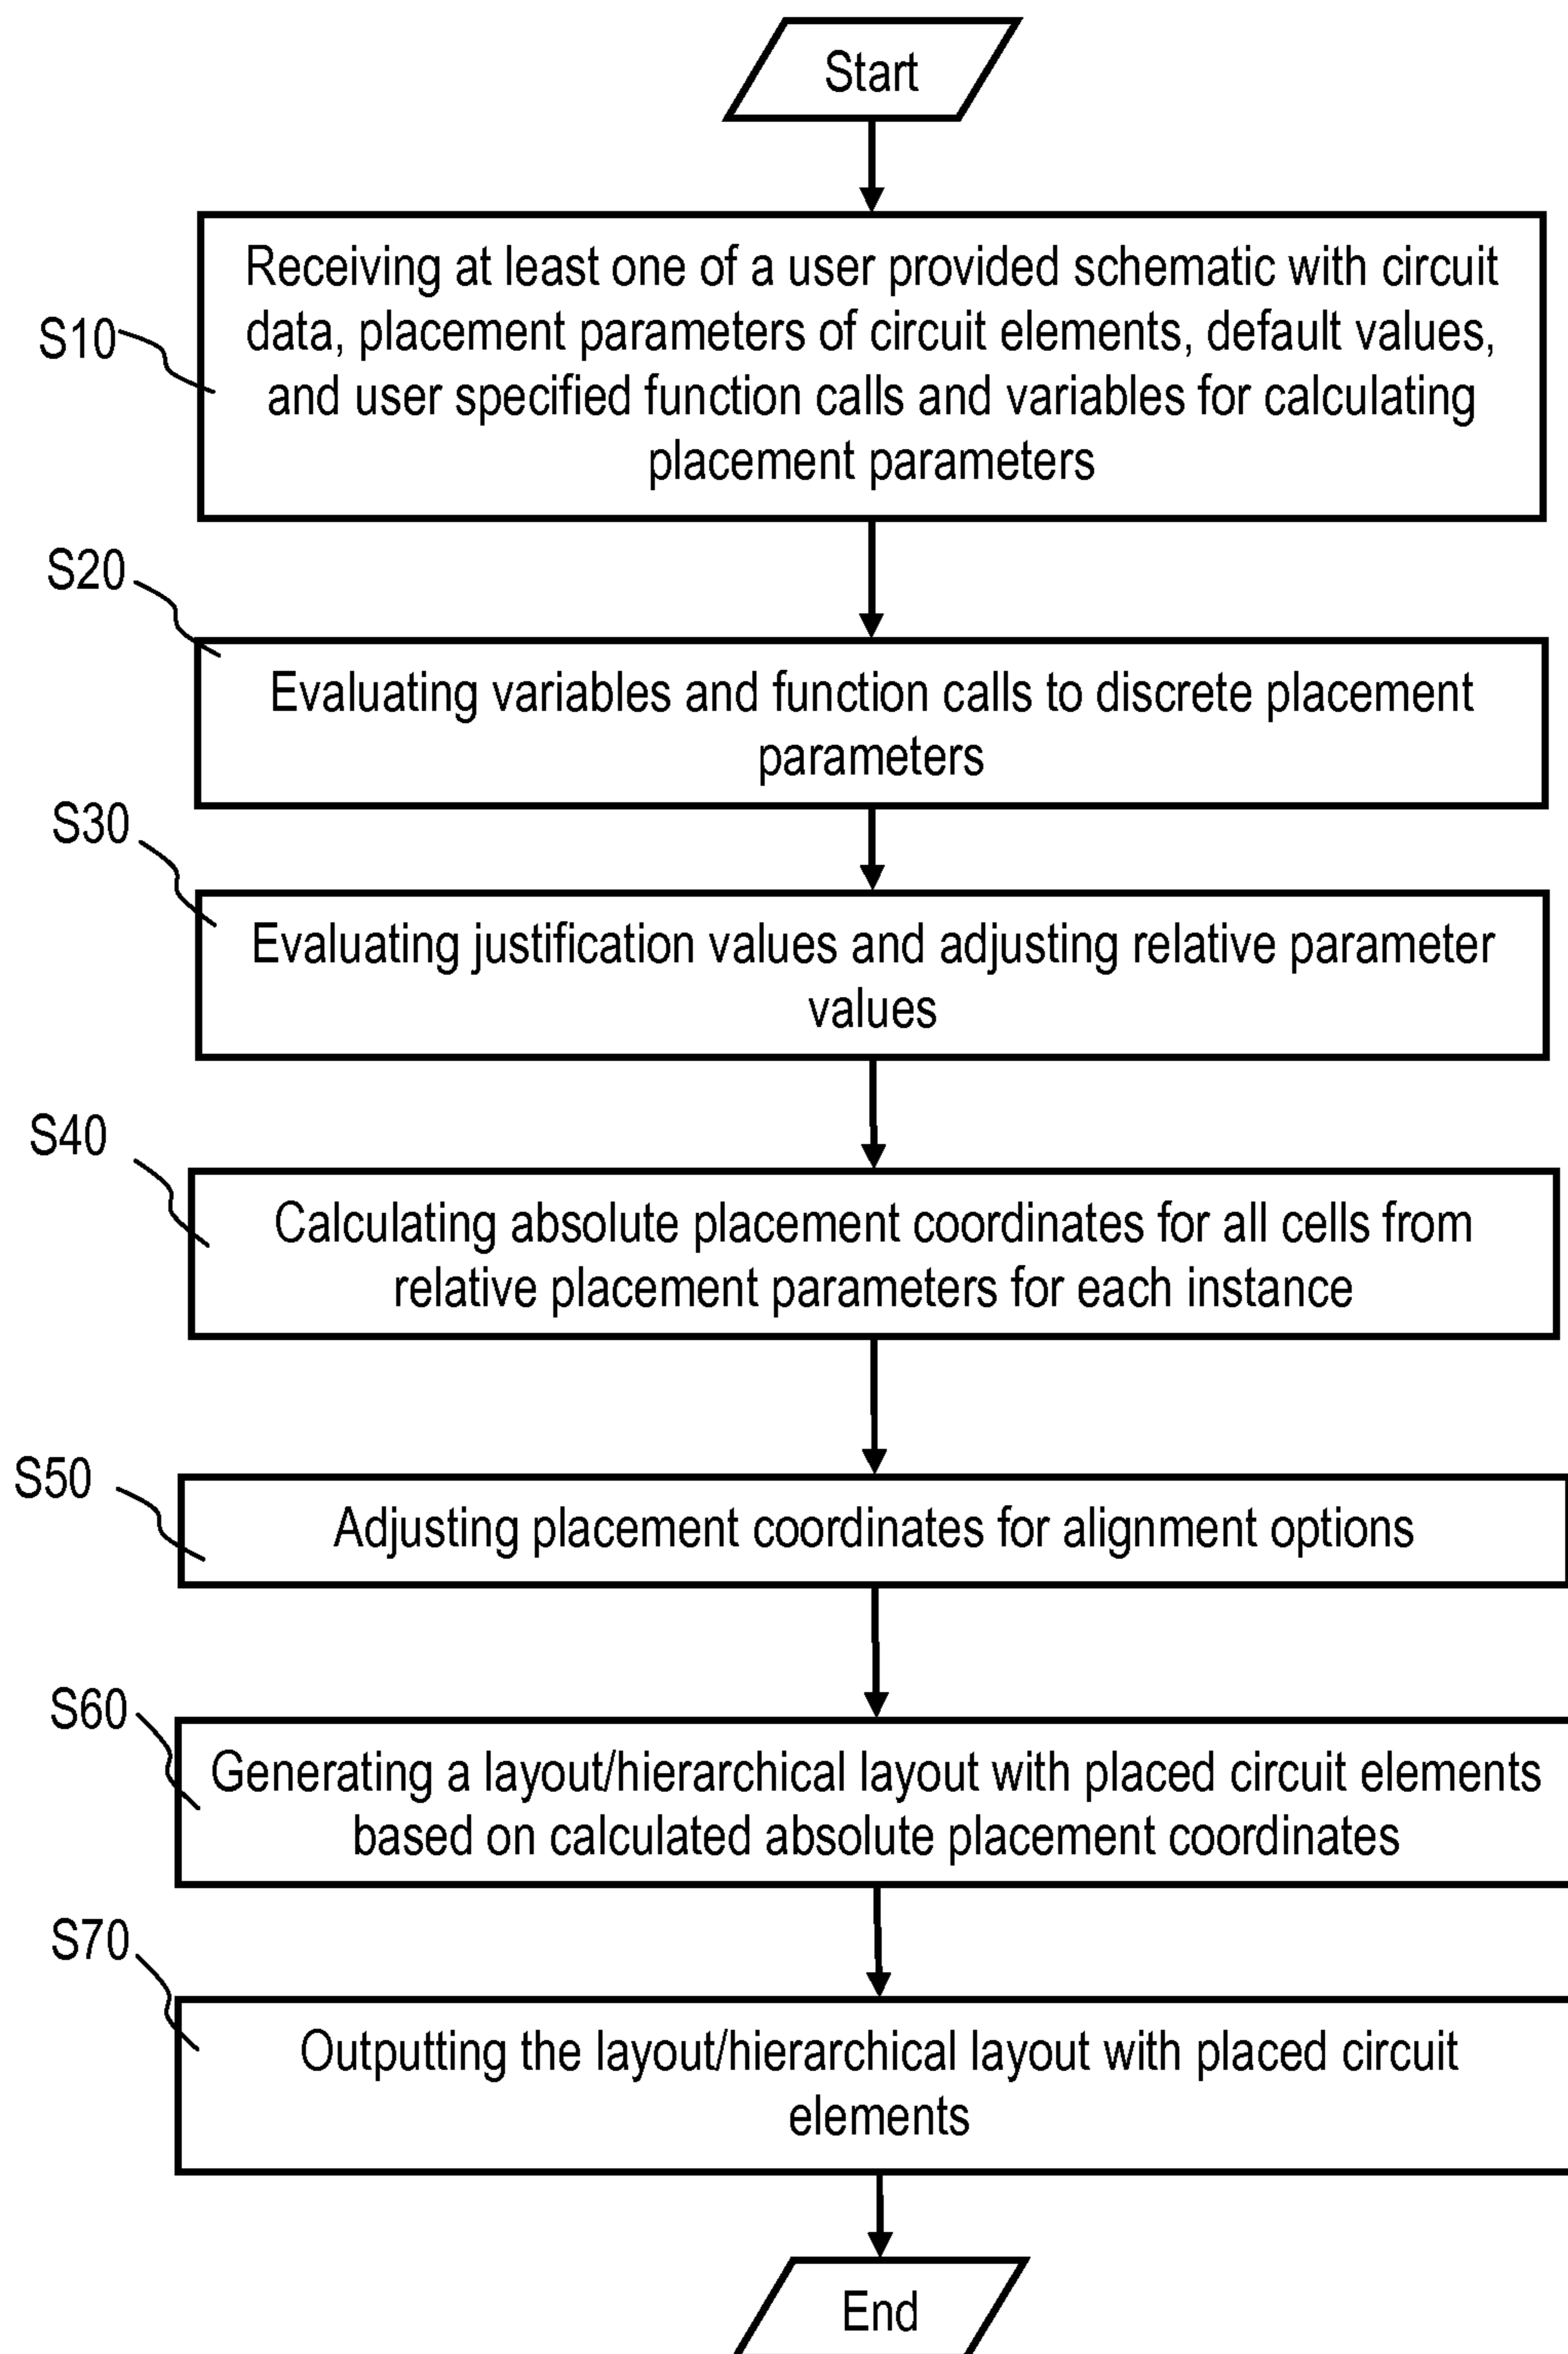 Start
S10
Receiving at least one of a user provided schematic with circuit
data, placement parameters of circuit elements, default values,
and user specified function calls and variables for calculating
placement parameters
S20
Evaluating variables and function calls to discrete placement
parameters
S30
Evaluating justification values and adjusting relative parameter
values
S40
Calculating absolute placement coordinates for all cells from
relative placement parameters for each instance
S50
Adjusting placement coordinates for alignment options
S60
Generating a layout/hierarchical layout with placed circuit elements
based on calculated absolute placement coordinates
S70
Outputting the layout/hierarchical layout with placed circuit
elements
End